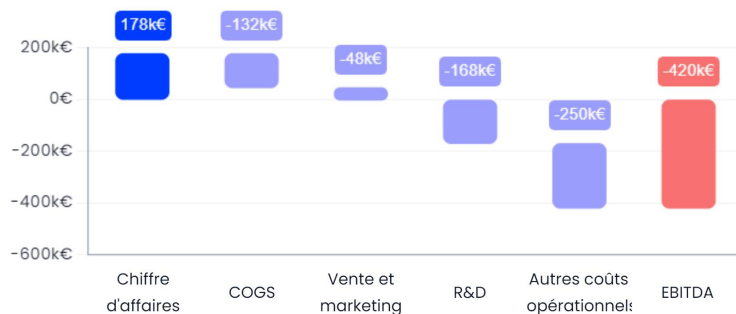 178k€
-132k€
-48k€
-168k€
-250k€
-420k€
200k€
0€
-200k€
-400k€
-600k€
Chiffre
d'affaires
COGS
Vente et
marketing
R&D
Autres coûts
opérationnels
EBITDA